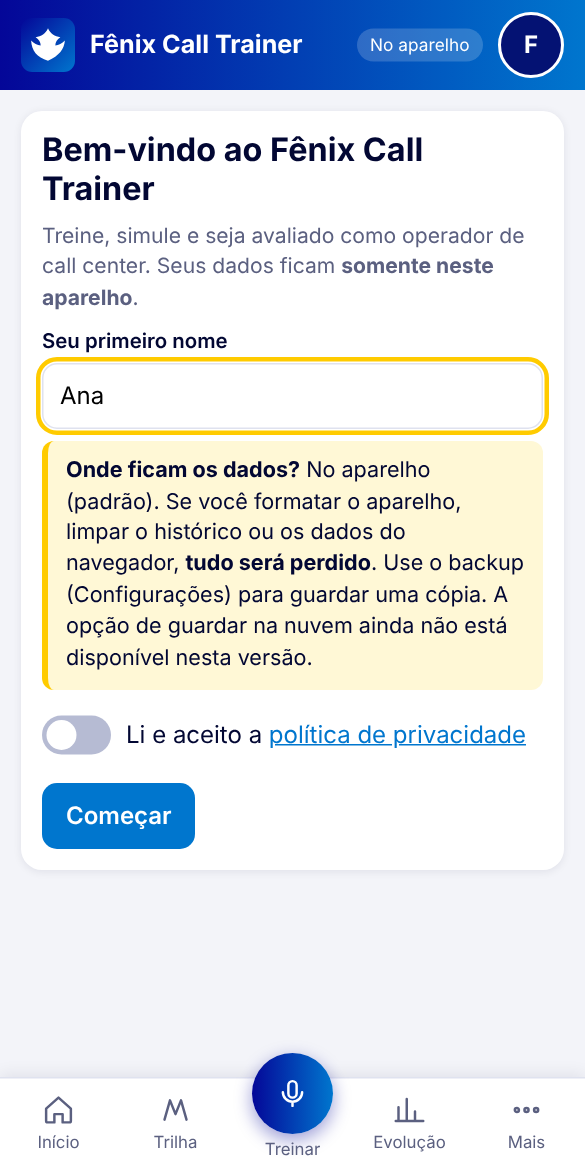 Fênix Call Trainer
No aparelho
F
Bem-vindo ao Fênix Call
Trainer
Treine, simule e seja avaliado como operador de
call center. Seus dados ficam somente neste
aparelho.
Seu primeiro nome
Ana
Onde ficam os dados? No aparelho
(padrão). Se você formatar o aparelho,
limpar o histórico ou os dados do
navegador, tudo será perdido. Use o backup
(Configurações) para guardar uma cópia. A
opção de guardar na nuvem ainda não está
disponível nesta versão.
Li e aceito a política de privacidade
Começar
Início
Trilha
Treinar
Evolução
Mais